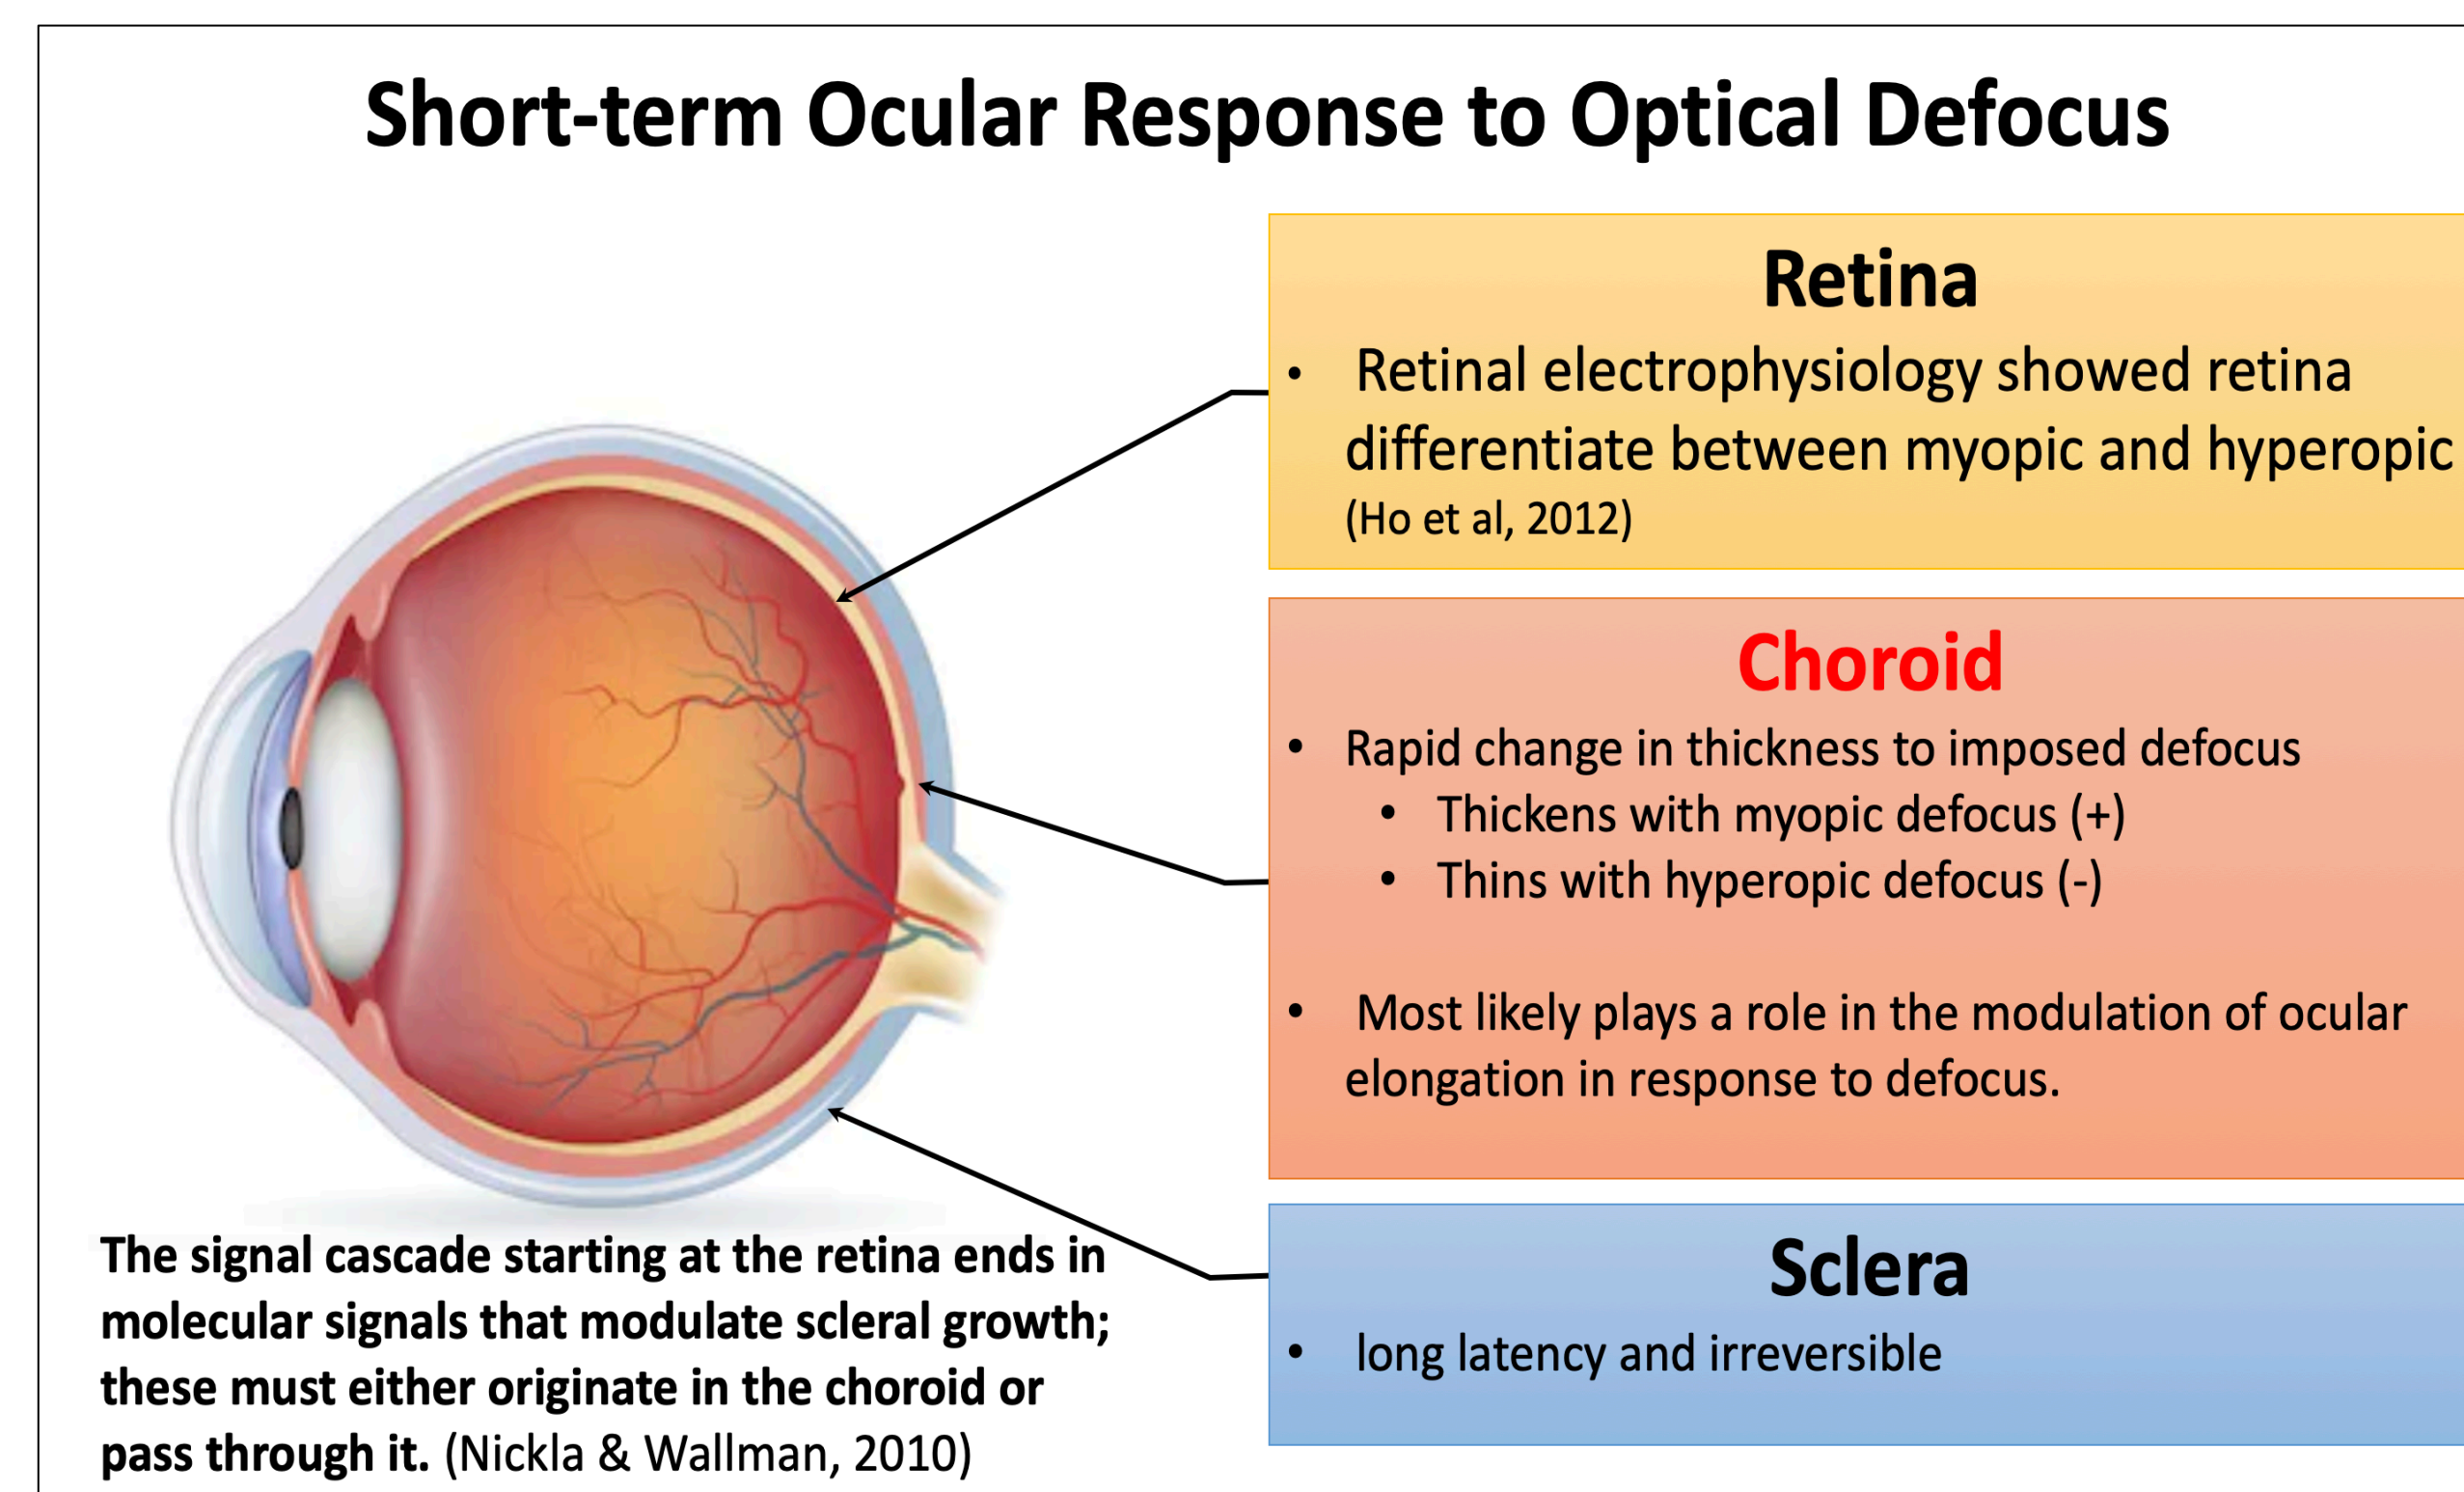 Short-term Ocular Response to Optical Defocus
Retina
• Retinal electrophysiology showed retina
differentiate between myopic and hyperopic
(Ho et al, 2012)
Choroid
• Rapid change in thickness to imposed defocus
• Thickens with myopic defocus (+)
• Thins with hyperopic defocus (-)
• Most likely plays a role in the modulation of ocular
elongation in response to defocus.
Sclera
• long latency and irreversible
The signal cascade starting at the retina ends in
molecular signals that modulate scleral growth;
these must either originate in the choroid or
pass through it. (Nickla & Wallman, 2010)